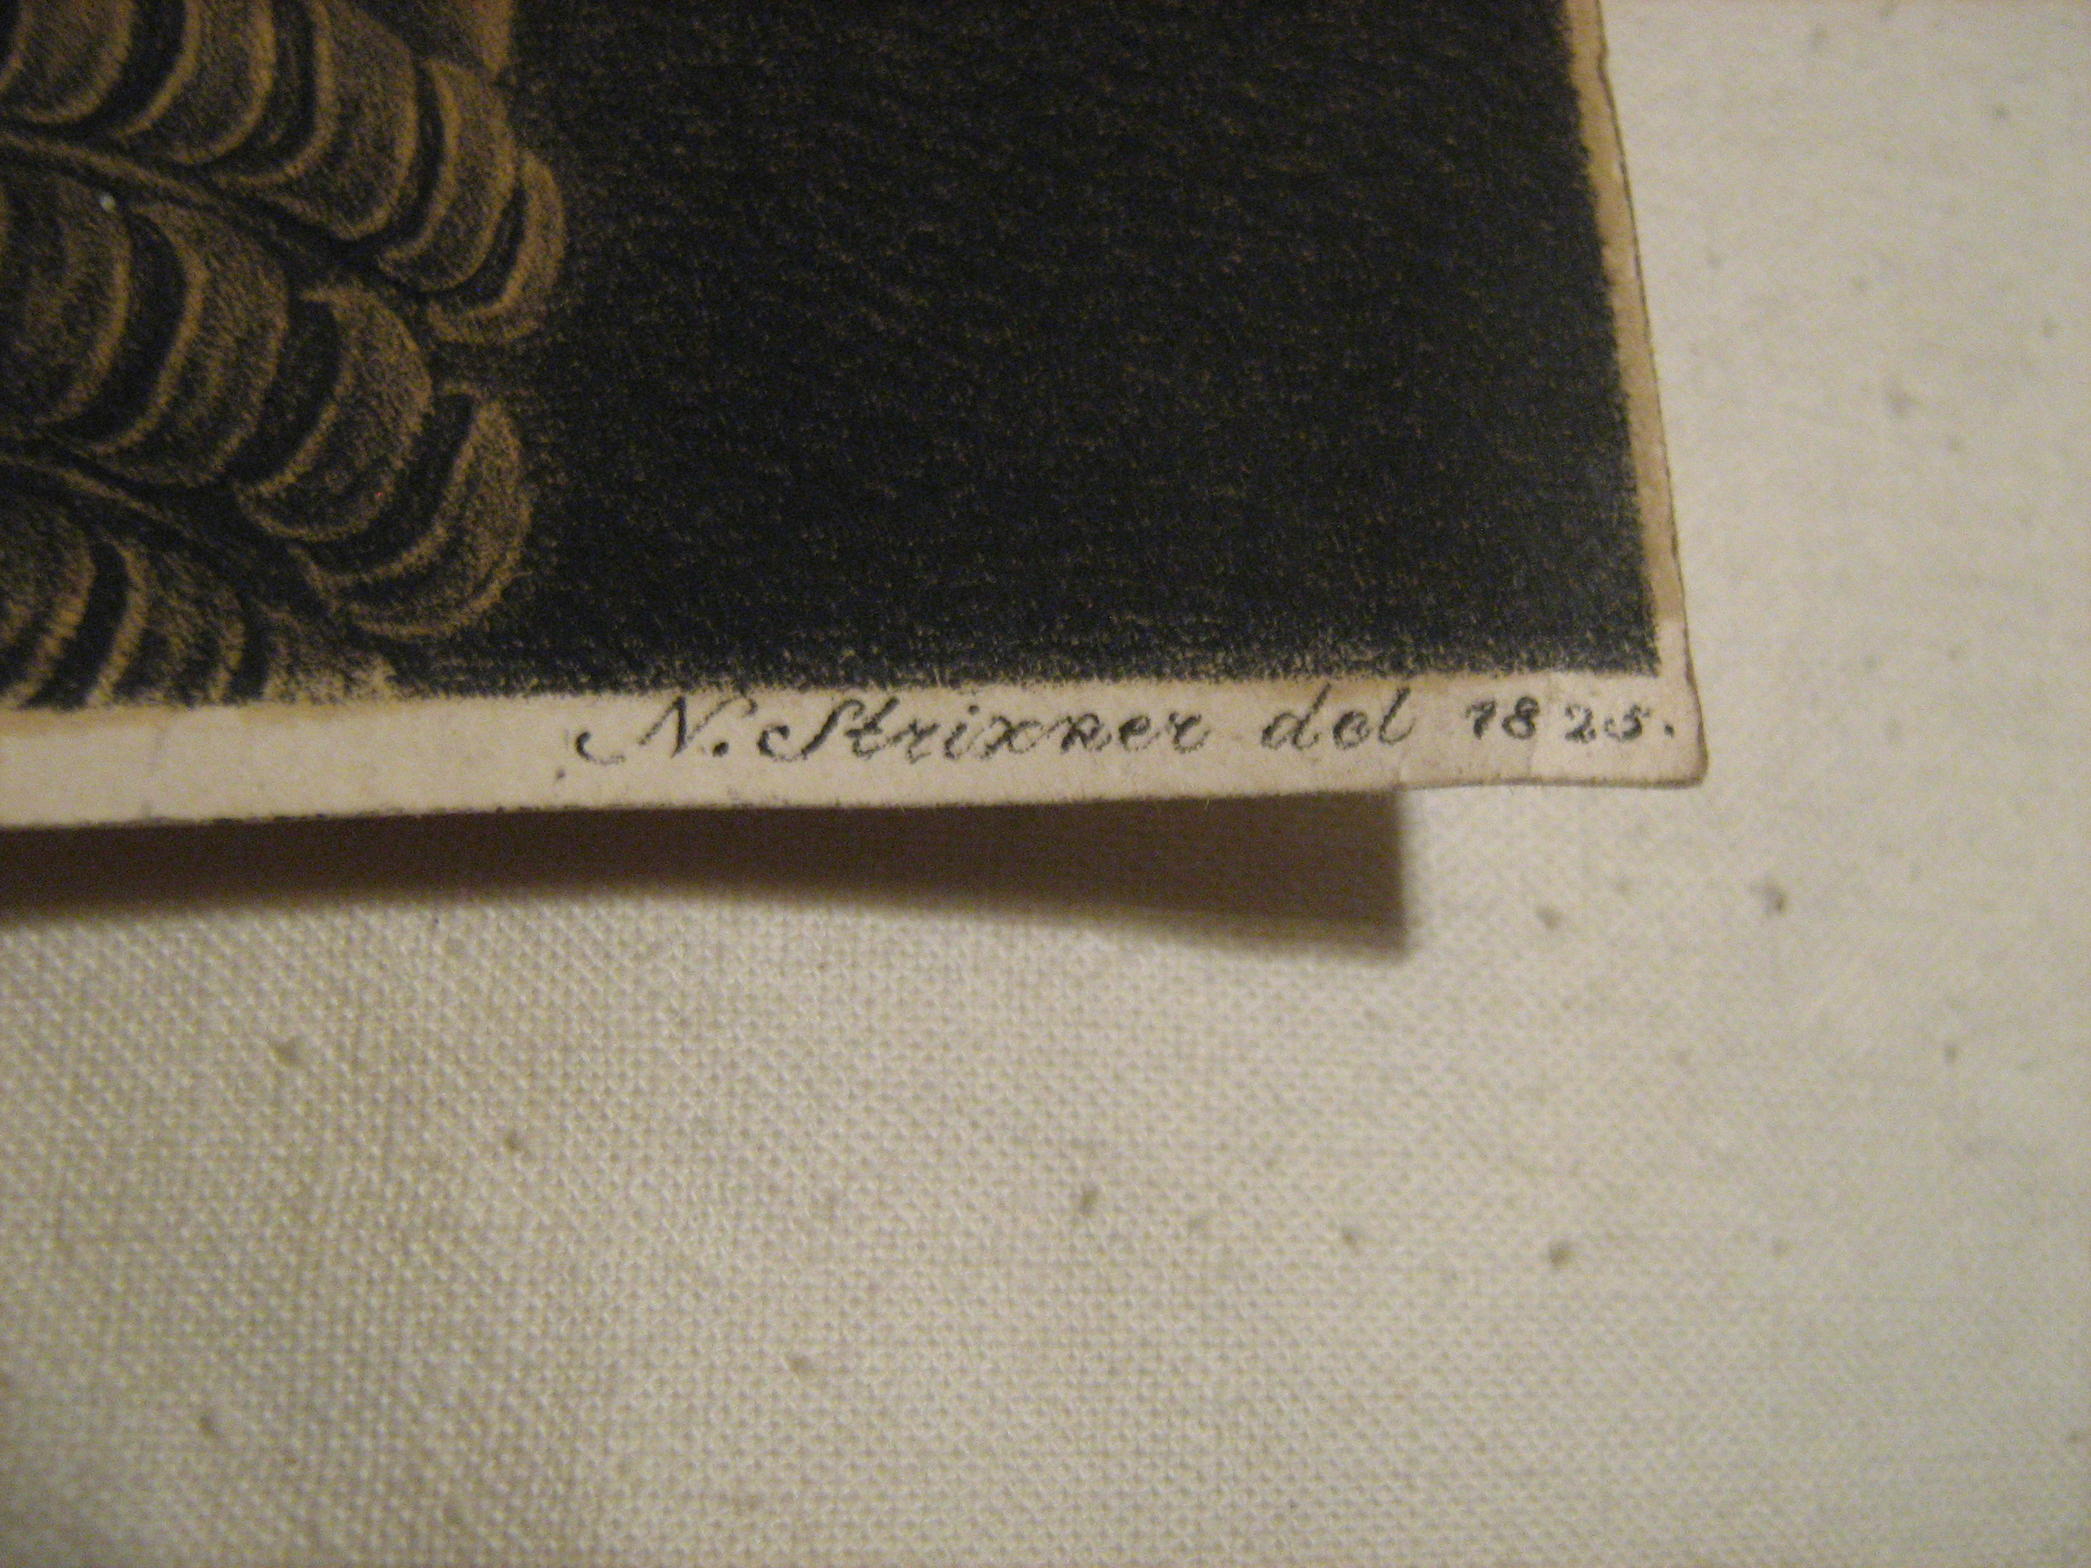 N. Strixner del 1825.